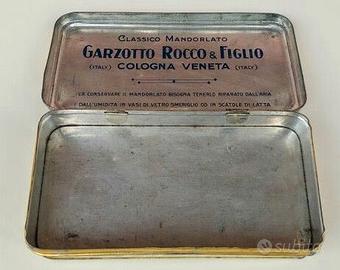 CLASSICO MANDORLATO
GARZOTTO ROCCO & FIGLIO
(ITALY) COLOGNA VENETA (ITALY)
PER CONSERVARE IL MANDORLATO BISOGNA TENERLO RIPARATO DALL'ARIA
E DALL'UMIDITÀ IN VASI DI VETRO SMERIGLIO OD IN SCATOLE DI LATTA
subito